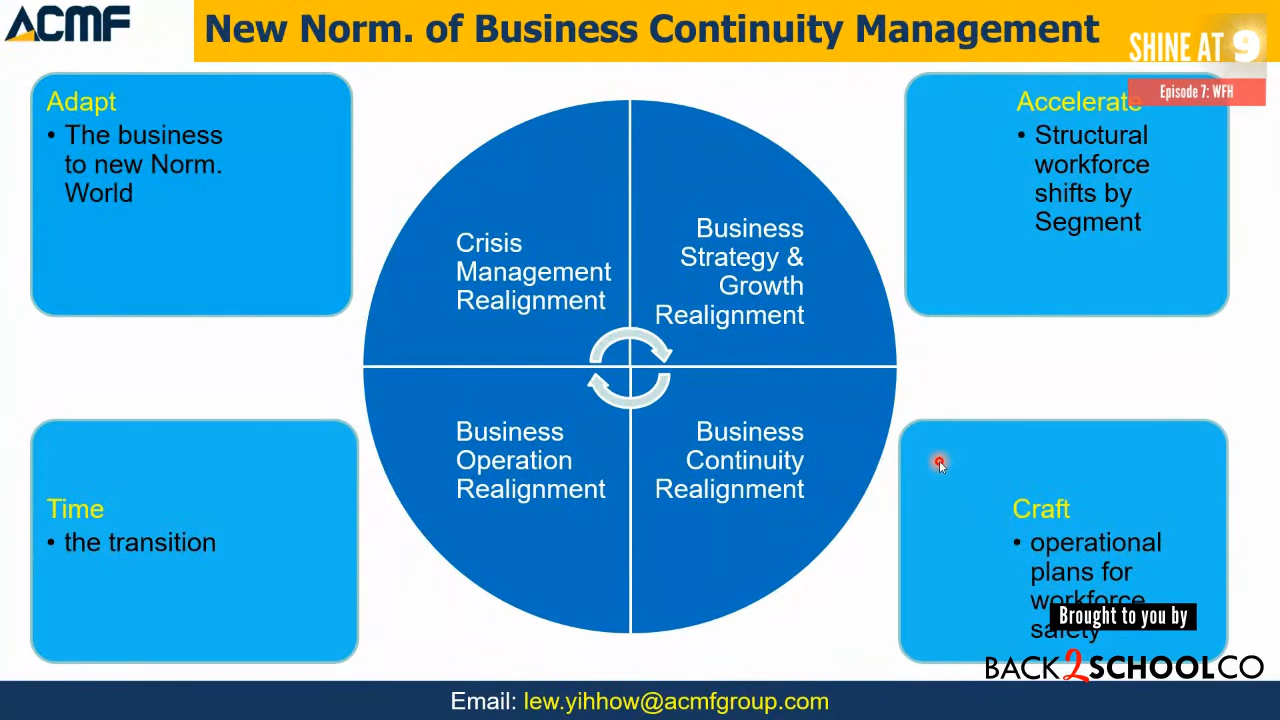 ACMF
New Norm. of Business Continuity Management
SHINE AT 9
Episode 7: WFH
Adapt
• The business
to new Norm.
World
Accelerate
• Structural
workforce
shifts by
Segment
Crisis
Management
Realignment
Business
Strategy &
Growth
Realignment
Business
Operation
Realignment
Business
Continuity
Realignment
Time
• the transition
Craft
• operational
plans for
workforce
safety
Brought to you by
BACK2SCHOOLCO
Email: lew.yihhow@acmfgroup.com